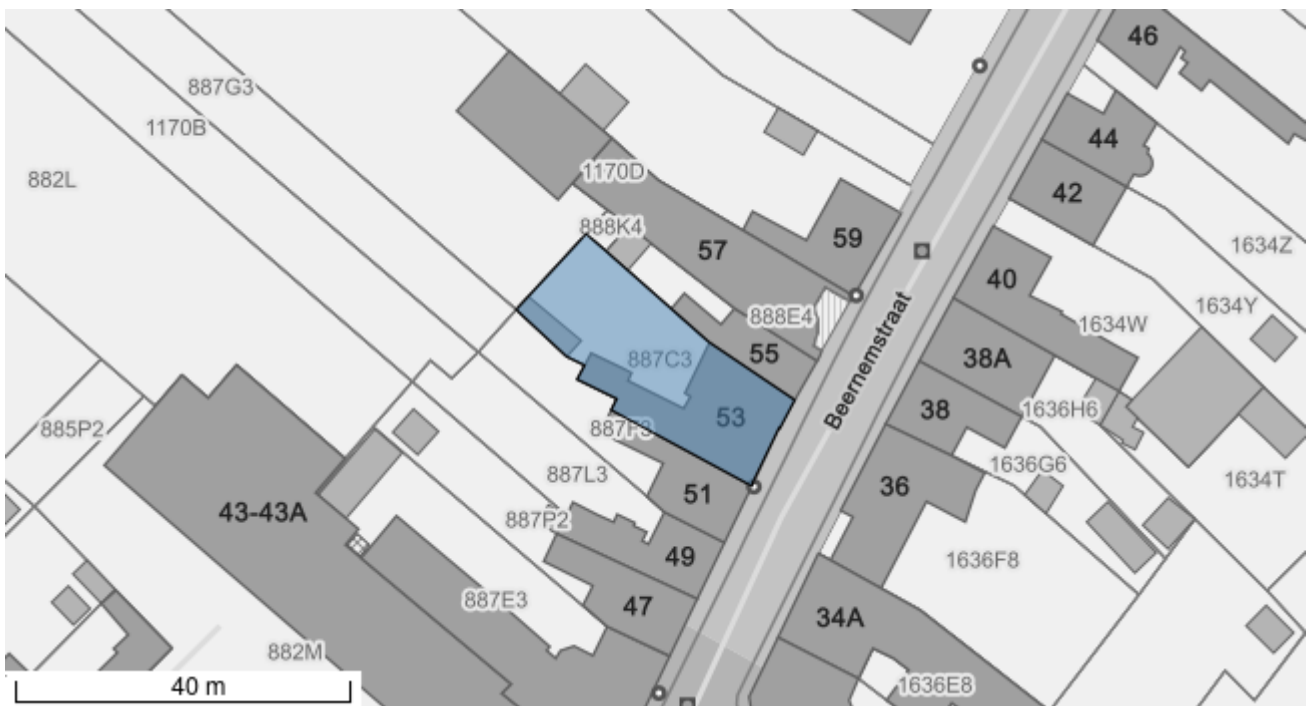 46
887G3
1170B
44
882L
1170D
42
888K4
59
1634Z
57
40
1634Y
888E4
1634W
Beernemstraat
55
38A
887C3
53
38
1636H6
885P2
887F3
1636G6
887L3
36
1634T
51
43-43A
887P2
49
1636F8
887E3
47
34A
882M
40 m
1636E8